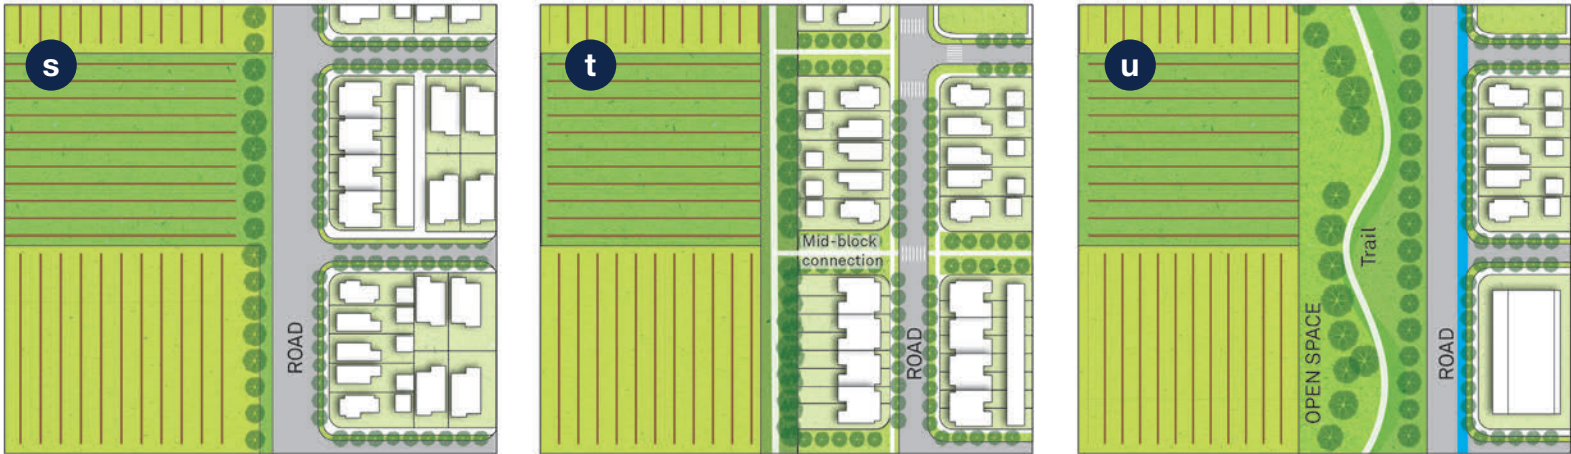 s
ROAD
t
Mid-block
connection
ROAD
u
Trail
OPEN SPACE
ROAD